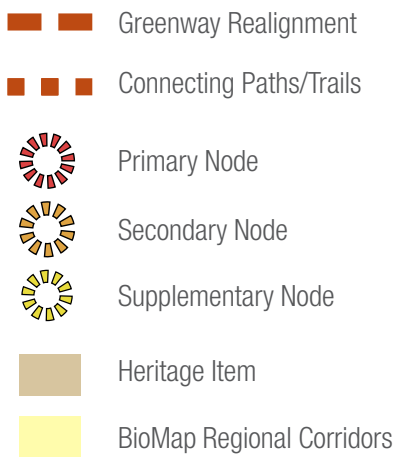 Greenway Realignment
Connecting Paths/Trails
Primary Node
Secondary Node
Supplementary Node
Heritage Item
BioMap Regional Corridors